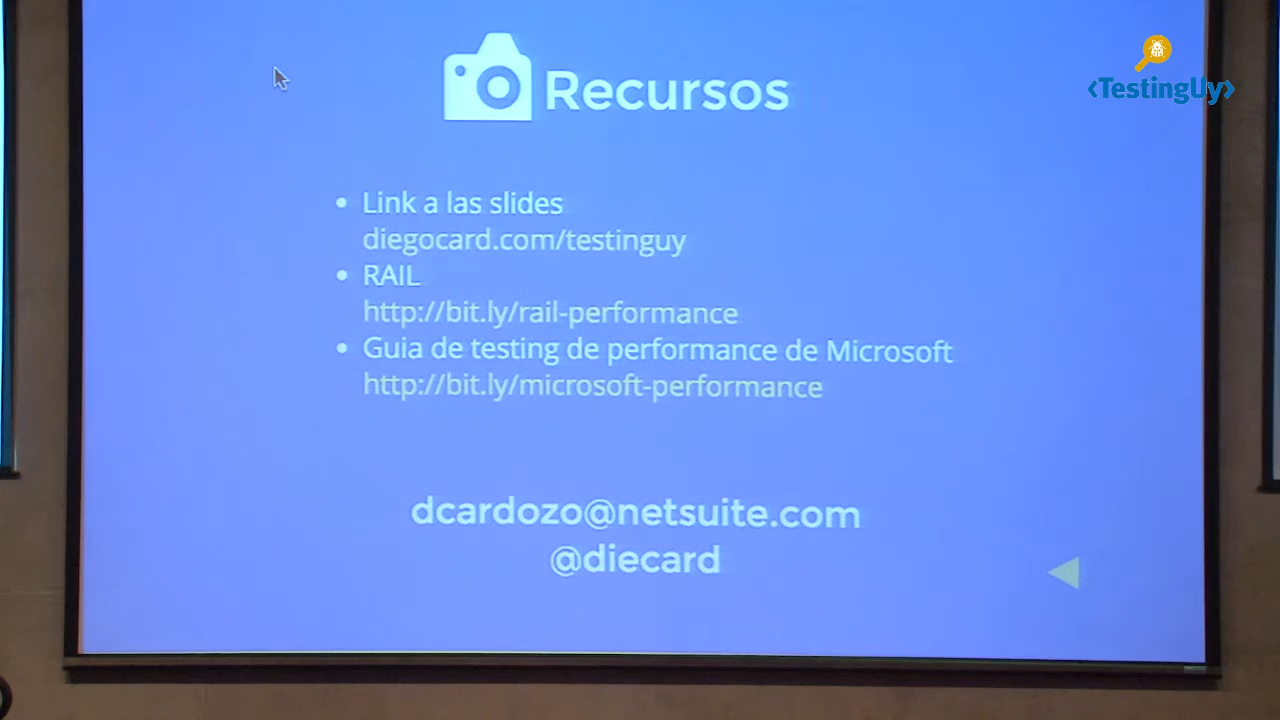 Recursos
<TestingUy>
Link a las slides
diegocard.com/testinguy
RAIL
http://bit.ly/rail-performance
Guia de testing de performance de Microsoft
http://bit.ly/microsoft-performance
dcardozo@netsuite.com
@diecard